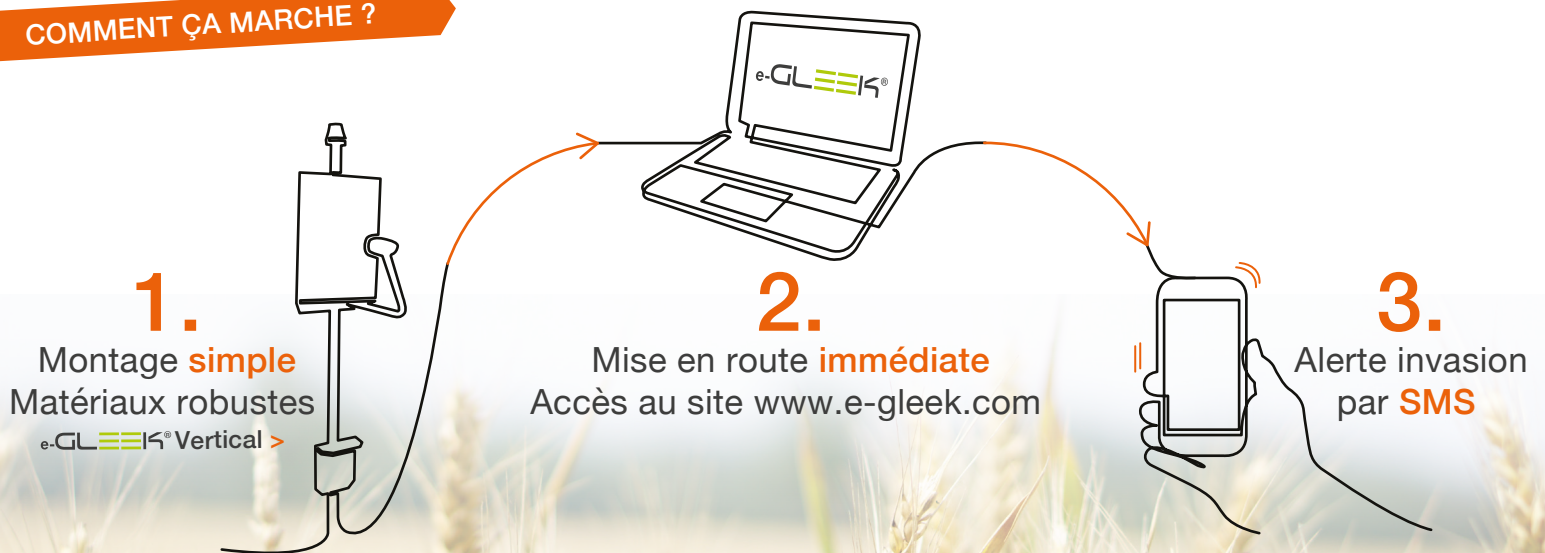 COMMENT ÇA MARCHE ?
e-GLEEK®
1.
Montage simple
Matériaux robustes
e-GLEEK® Vertical >
2.
Mise en route immédiate
Accès au site www.e-gleek.com
3.
Alerte invasion
par SMS